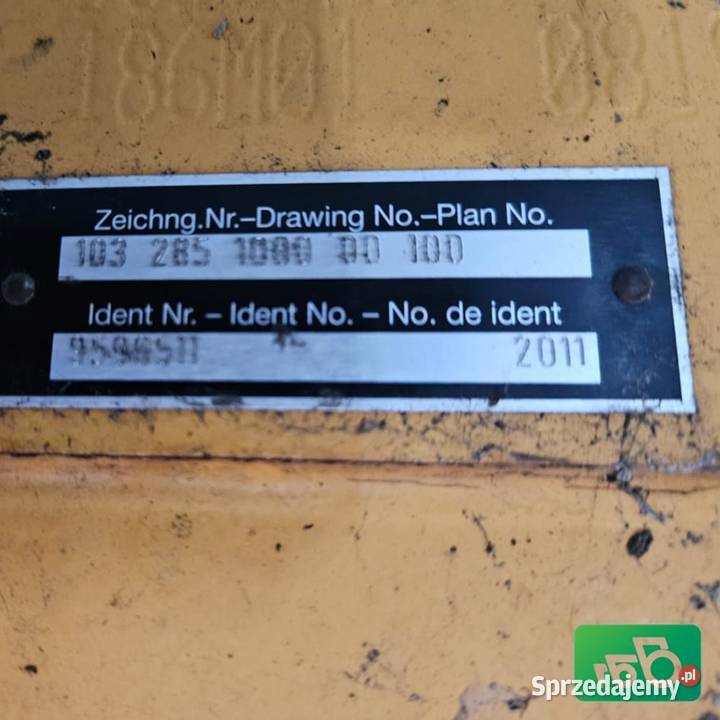 186M01 081
Zeichng.Nr.–Drawing No.–Plan No.
103 285 1000 00 100
Ident Nr. – Ident No. – No. de ident
2011
Sprzedajemy.pl